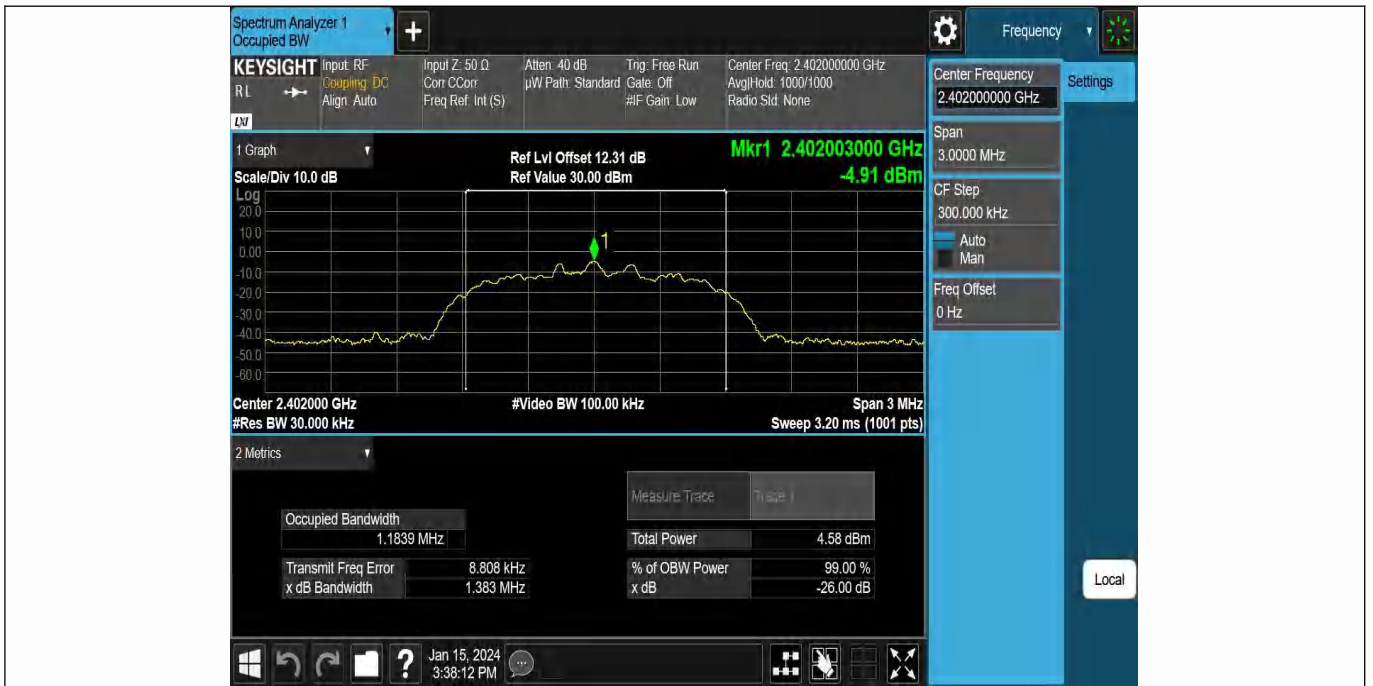 Spectrum Analyzer 1
Occupied BW
+
Frequency
KEYSIGHT
RL
LXI
Input: RF
Coupling: DC
Align: Auto
Input Z: 50 Ω
Corr CCorr
Freq Ref: Int (S)
Atten: 40 dB
µW Path: Standard
Trig: Free Run
Gate: Off
#IF Gain: Low
Center Freq: 2.402000000 GHz
Avg|Hold: 1000/1000
Radio Std: None
Center Frequency
2.402000000 GHz
Settings
Span
3.0000 MHz
CF Step
300.000 kHz
Auto
Man
Freq Offset
0 Hz
Local
1 Graph
Scale/Div 10.0 dB
Ref Lvl Offset 12.31 dB
Ref Value 30.00 dBm
Mkr1 2.402003000 GHz
-4.91 dBm
Log
20.0
10.0
0.00
-10.0
-20.0
-30.0
-40.0
-50.0
-60.0
1
Center 2.402000 GHz
#Video BW 100.00 kHz
Span 3 MHz
#Res BW 30.000 kHz
Sweep 3.20 ms (1001 pts)
2 Metrics
Measure Trace
Trace 1
Occupied Bandwidth
1.1839 MHz
Total Power
4.58 dBm
Transmit Freq Error
8.808 kHz
% of OBW Power
99.00 %
x dB Bandwidth
1.383 MHz
x dB
-26.00 dB
?
Jan 15, 2024
3:38:12 PM